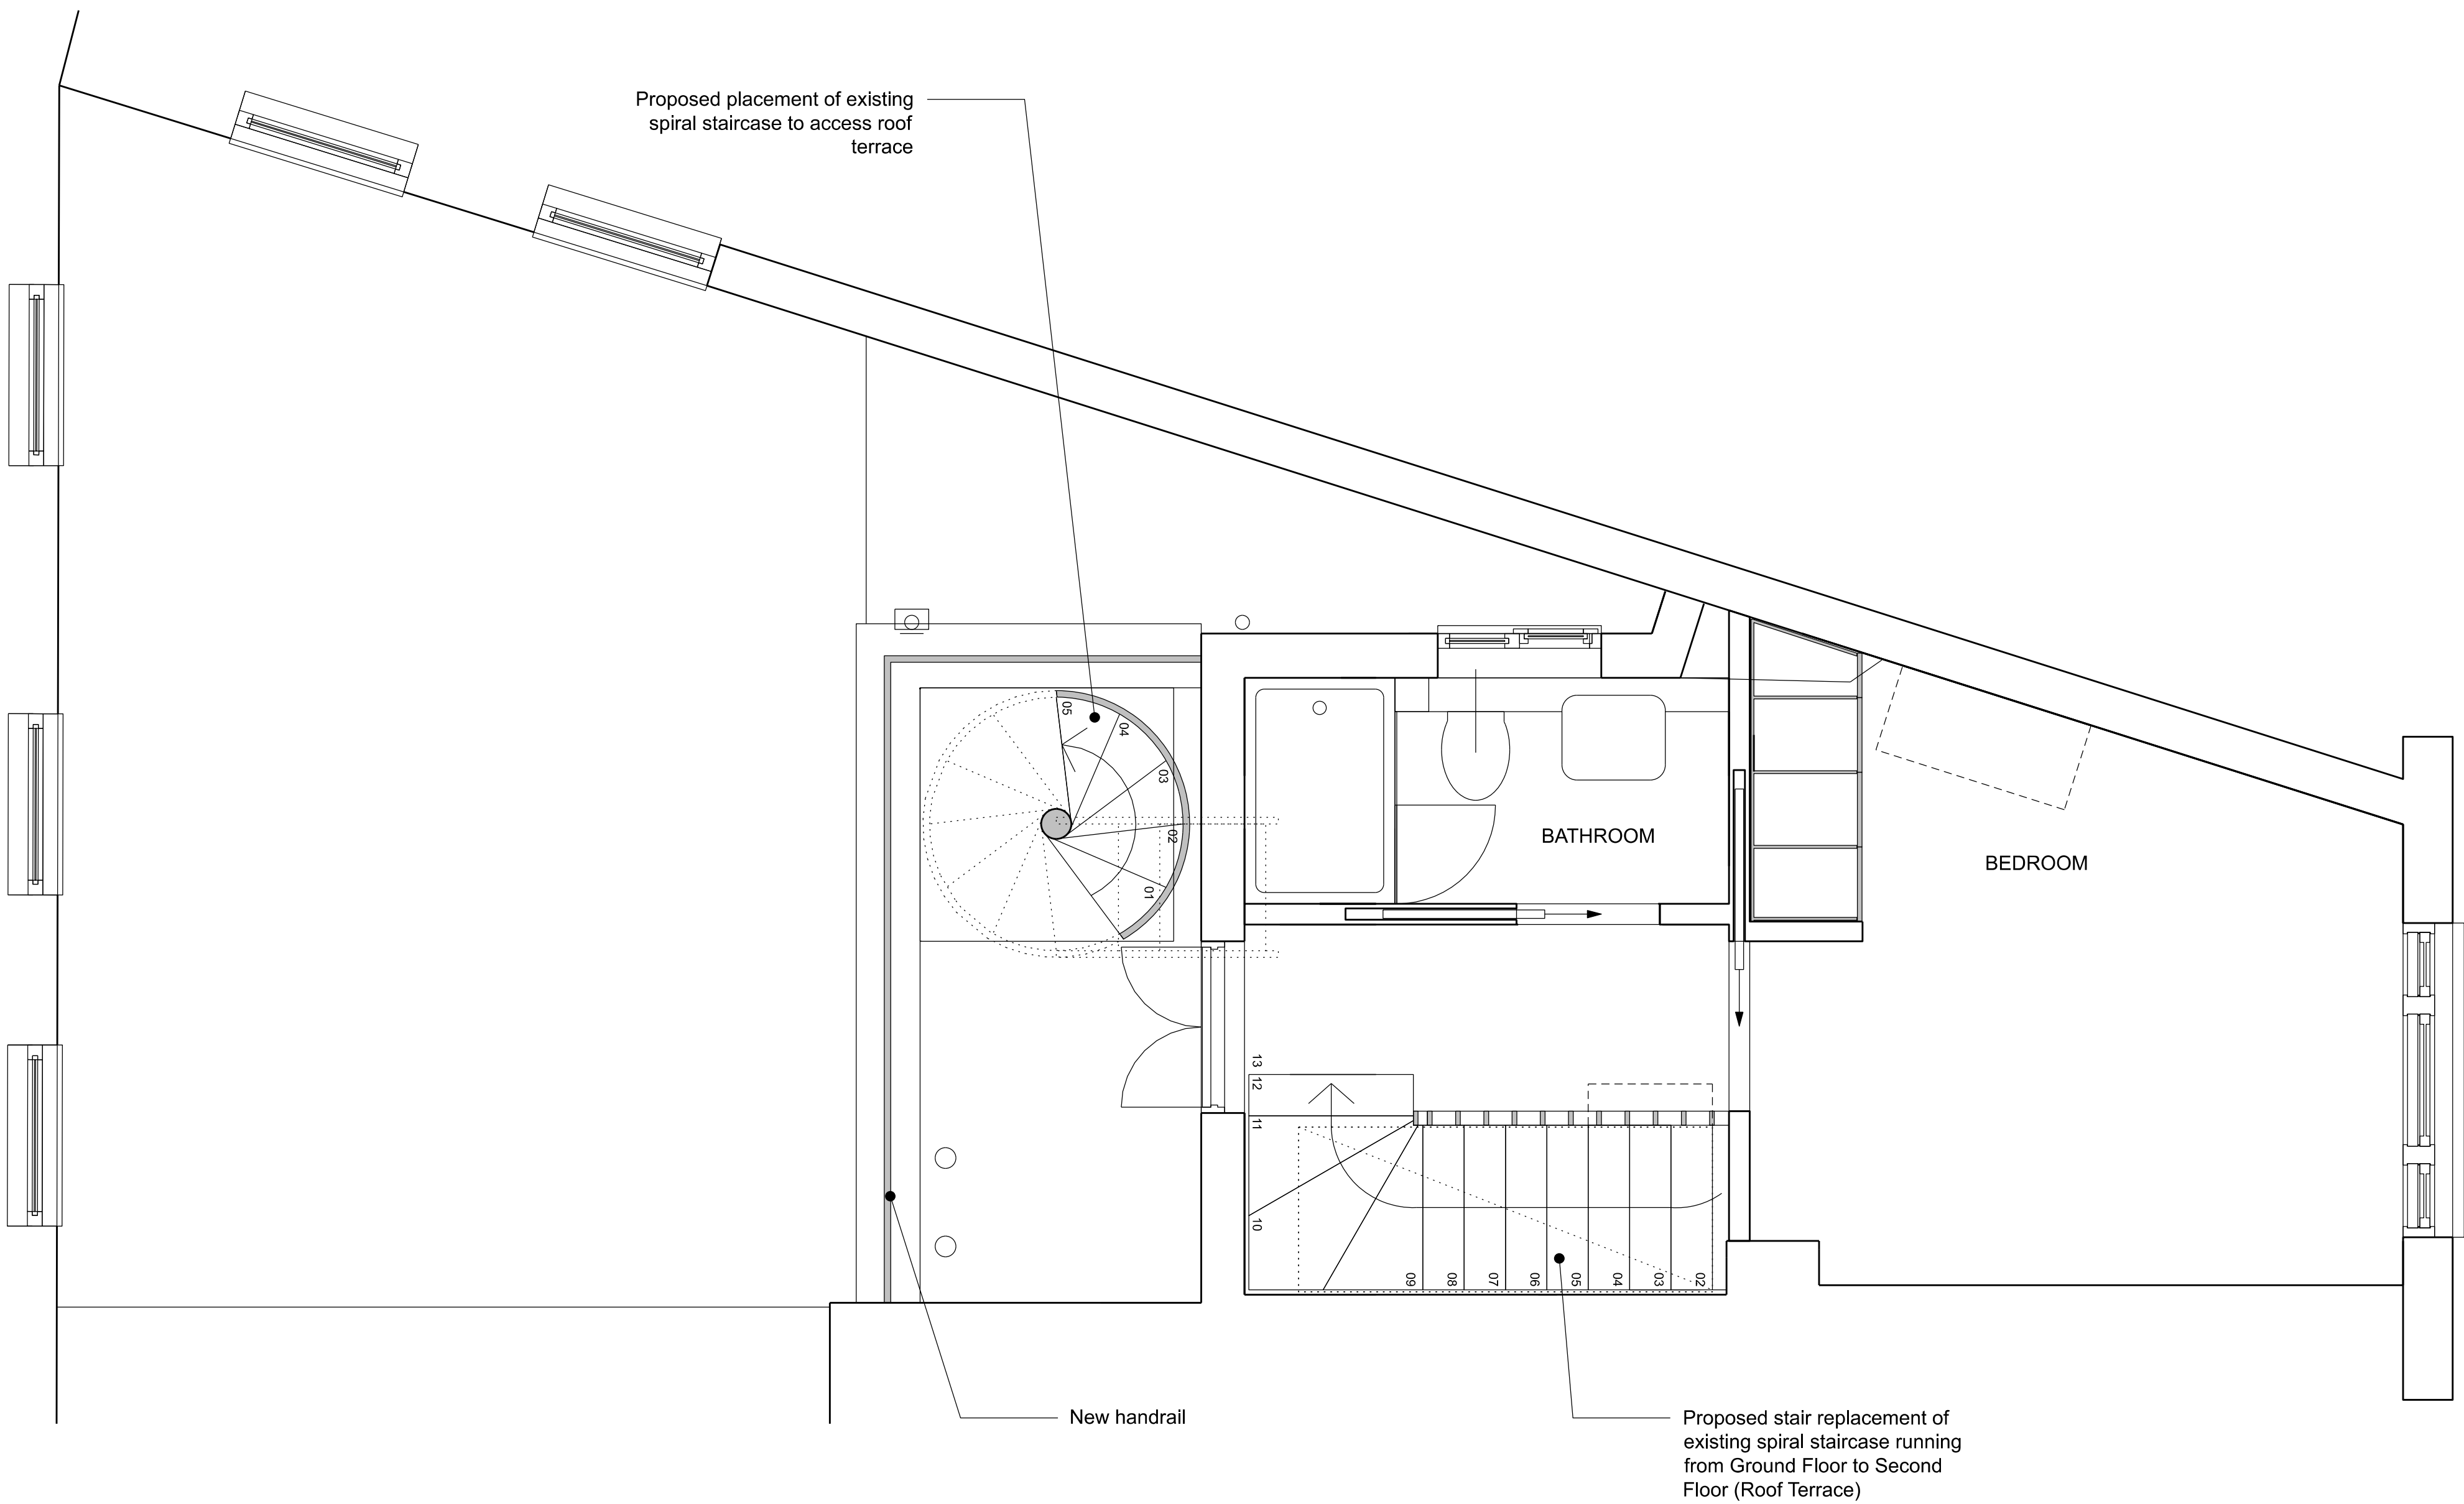 Proposed placement of existing
spiral staircase to access roof
terrace
05
04
03
02
01
BATHROOM
BEDROOM
13
12
11
10
09
08
07
06
05
04
03
02
New handrail
Proposed stair replacement of
existing spiral staircase running
from Ground Floor to Second
Floor (Roof Terrace)